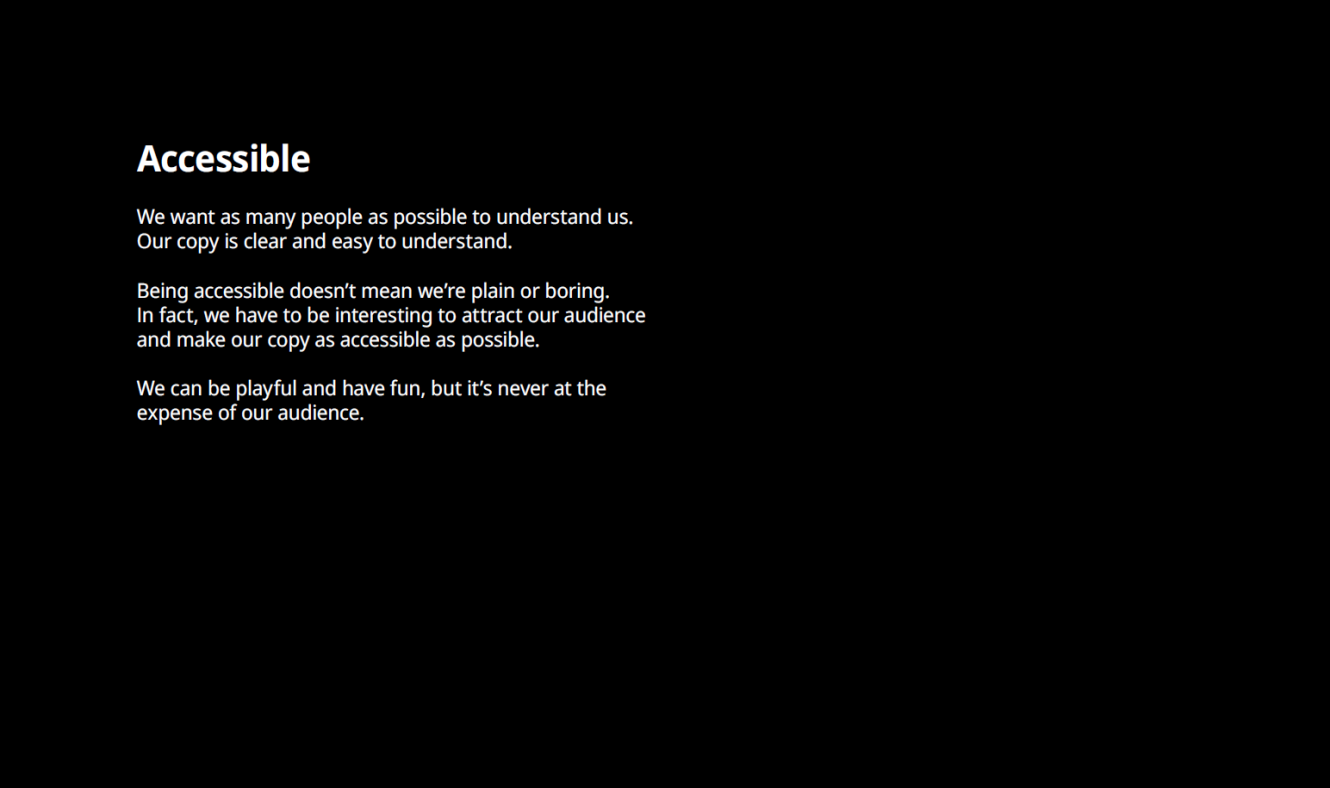 Accessible
We want as many people as possible to understand us.
Our copy is clear and easy to understand.
Being accessible doesn’t mean we’re plain or boring.
In fact, we have to be interesting to attract our audience
and make our copy as accessible as possible.
We can be playful and have fun, but it’s never at the
expense of our audience.